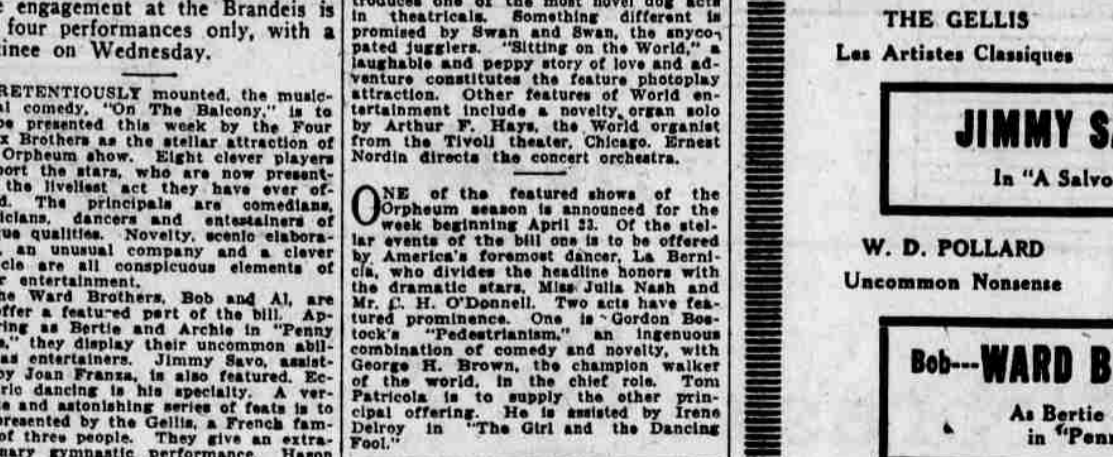 engagement at the Brandeis is
four performances only, with a
tinee on Wednesday.
RETENTIOUSLY mounted, the music-
al comedy, "On The Balcony," is to
be presented this week by the Four
x Brothers as the stellar attraction of
Orpheum show. Eight clever players
port the stars, who are now present-
the liveliest act they have ever of-
d. The principals are comedians,
icians, dancers and entestainers of
que qualities. Novelty, scenic elabora-
, an unusual company and a clever
cle are all conspicuous elements of
r entertainment.
he Ward Brothers, Bob and Al, are
offer a featured part of the bill. Ap-
ring as Bertie and Archie in "Penny
," they display their uncommon abil-
as entertainers. Jimmy Savo, assist-
by Joan Franza, is also featured. Ec-
ric dancing is his specialty. A ver-
e and astonishing series of feats is to
presented by the Gellis, a French fam-
of three people. They give an extra-
nary gymnastic performance. Hason
troduces one of the most novel dog acts
in theatricals. Something different is
promised by Swan and Swan, the snyco-
pated jugglers. "Sitting on the World," a
laughable and peppy story of love and ad-
venture constitutes the feature photoplay
attraction. Other features of World en-
tertainment include a novelty organ solo
by Arthur F. Hays, the World organist
from the Tivoli theater, Chicago. Ernest
Nordin directs the concert orchestra.
ONE of the featured shows of the
Orpheum season is announced for the
week beginning April 23. Of the stel-
lar events of the bill one is to be offered
by America's foremost dancer, La Berni-
cia, who divides the headline honors with
the dramatic stars, Miss Julia Nash and
Mr. C. H. O'Donnell. Two acts have fea-
tured prominence. One is Gordon Bos-
tock's "Pedestrianism," an ingenuous
combination of comedy and novelty, with
George H. Brown, the champion walker
of the world, in the chief role. Tom
Patricola is to supply the other prin-
cipal offering. He is assisted by Irene
Delroy in "The Girl and the Dancing
Fool."
THE GELLIS
Les Artistes Classiques
JIMMY SA
In "A Salvo
W. D. POLLARD
Uncommon Nonsense
Bob---WARD B
As Bertie
in "Penn